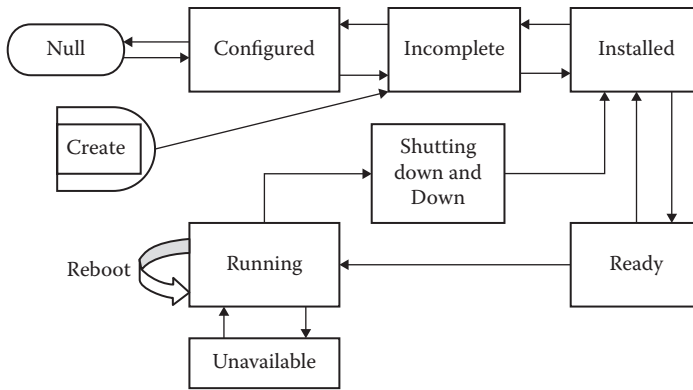 Null
Configured
Incomplete
Installed
Create
Shutting
down and
Down
Reboot
Running
Ready
Unavailable